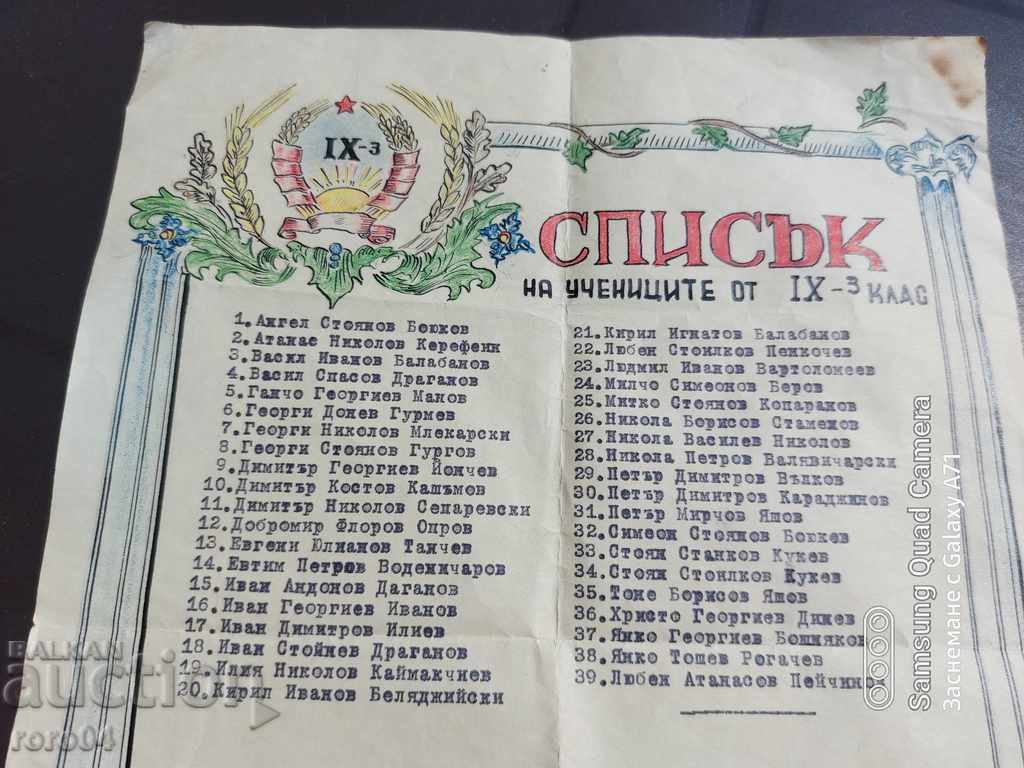 IX-3
СПИСЪК
НА УЧЕНИЦИТЕ ОТ IX-3 КЛАС
1. Ангел Стоянов Боюков
2. Атанас Николов Керефеин
3. Васил Иванов Балабанов
4. Васил Спасов Драганов
5. Ганчо Георгиев Манов
6. Георги Донев Гурмев
7. Георги Николов Млекарски
8. Георги Стоянов Гургов
9. Димитър Георгиев Йончев
10. Димитър Костов Кашъмов
11. Димитър Николов Сепаревски
12. Добромир Флоров Опров
13. Евгени Юлианов Танчев
14. Евтим Петров Воденичаров
15. Иван Андонов Даганов
16. Иван Георгиев Иванов
17. Иван Димитров Илиев
18. Иван Стойнев Драганов
19. Илия Николов Каймакчиев
20. Кирил Иванов Беляджийски
21. Кирил Игнатов Балабанов
22. Любен Стоилков Пенкочев
23. Людмил Иванов Вартоломеев
24. Милчо Симеонов Беров
25. Митко Стоянов Копаранов
26. Никола Борисов Стаменов
27. Никола Василев Николов
28. Никола Петров Валявичарски
29. Петър Димитров Вълков
30. Петър Димитров Караджинов
31. Петър Мирчов Яшов
32. Симеон Стоянов
33. Стоян Станков Кукев
34. Стоян Стоилков Кукев
35. Тоне Борисов Яшов
36. Христо Георгиев Динев
37. Янко Георгиев Бошняков
38. Янко Тошев Рогачев
39. Любен Атанасов Пейчинов
Samsung Quad Camera
Заснемане с Galaxy A71
BALKAN
auction
roro04